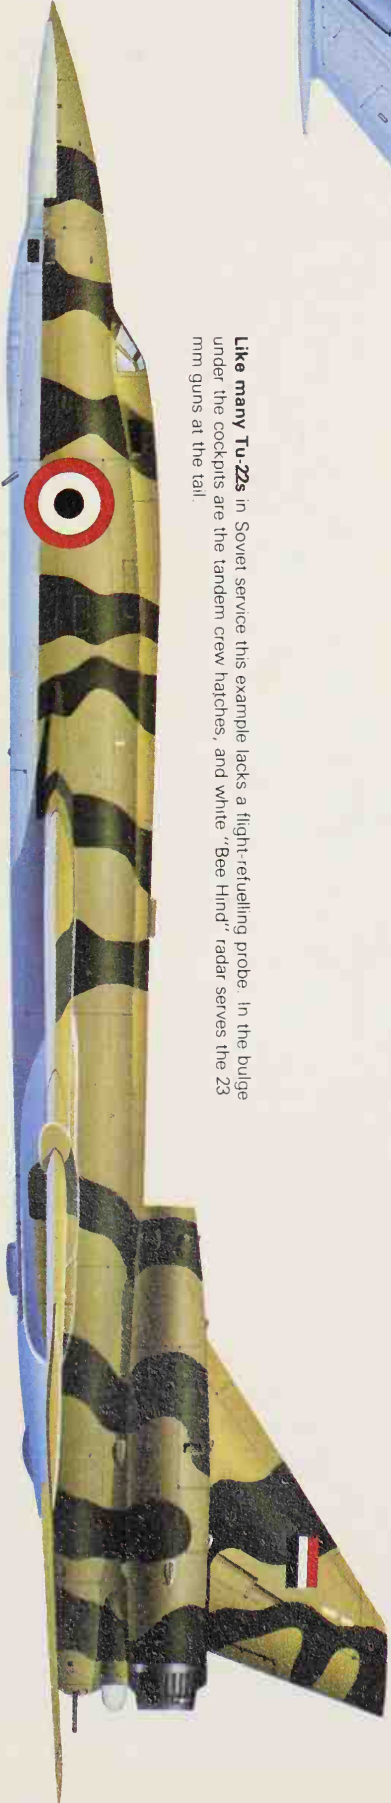 Like many Tu-22s in Soviet service this example lacks a flight-refuelling probe. In the bulge
under the cockpits are the tandem crew hatches, and white "Bee Hind" radar serves the 23
mm guns at the tail.